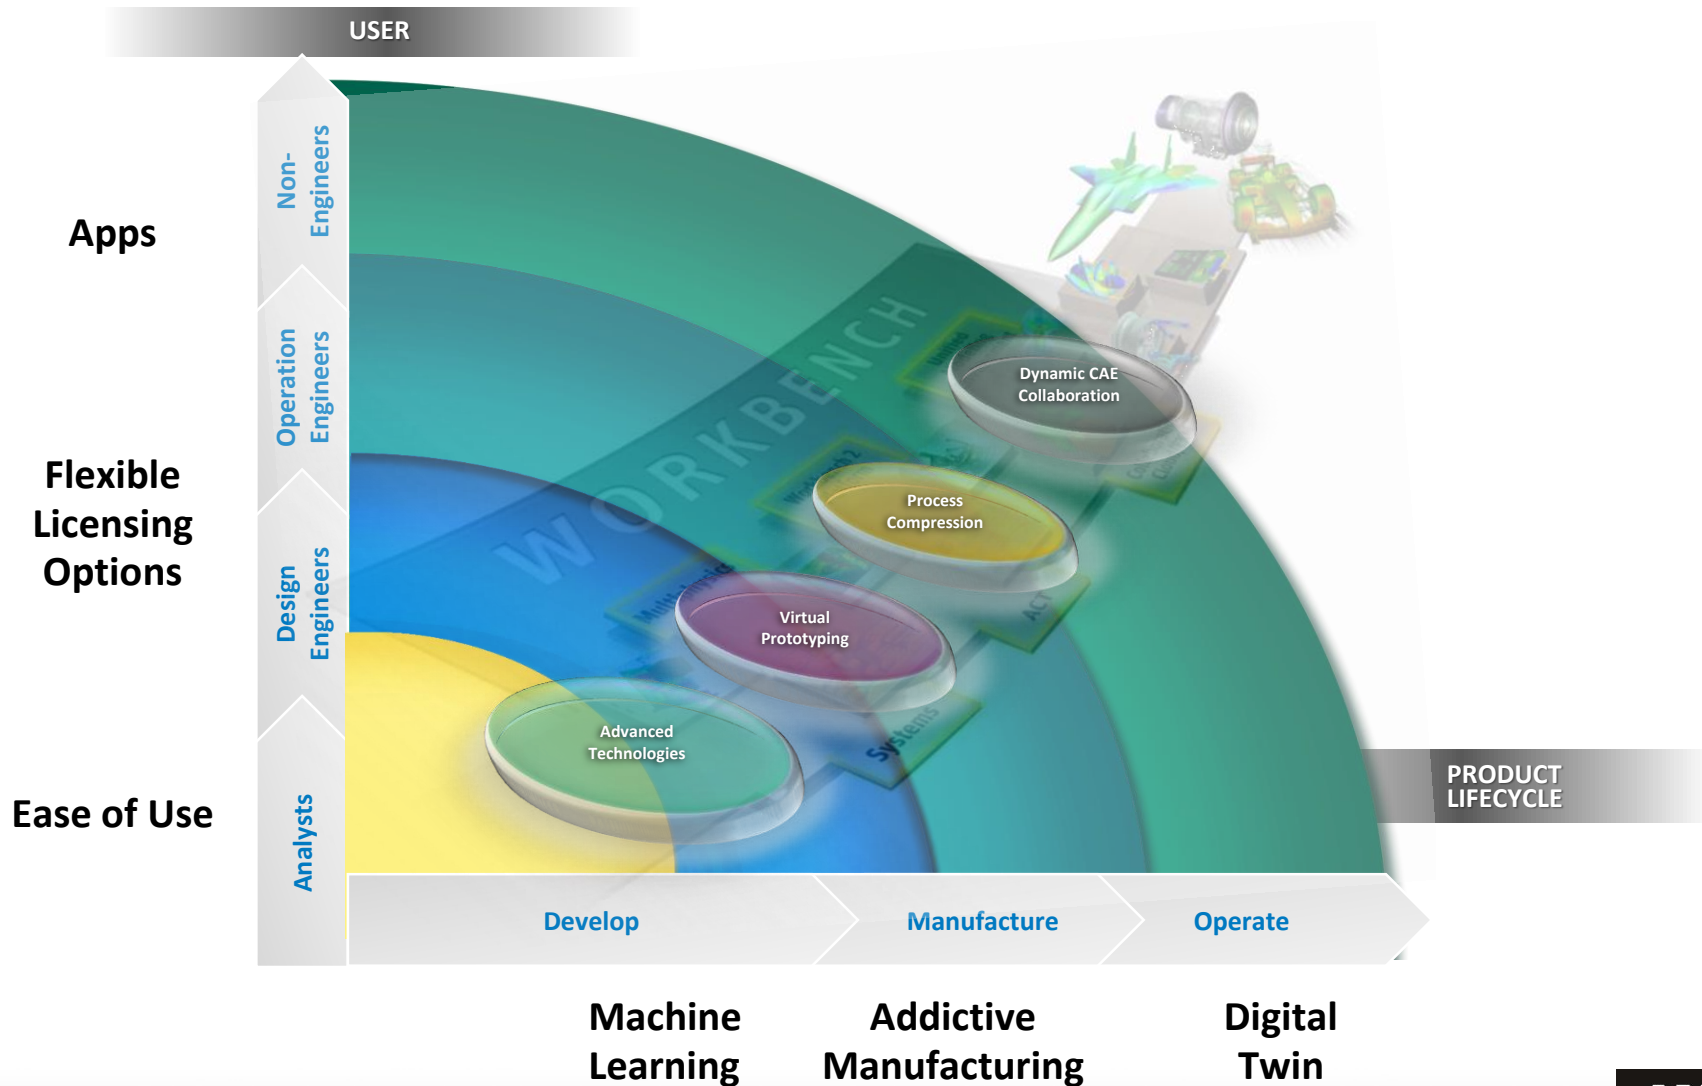 USER
Non-
Engineers
Apps
Operation
Engineers
Flexible
Licensing
Options
Design
Engineers
Ease of Use
Analysts
WORKBENCH
Unified
Dynamic CAE
Collaboration
Process
Compression
ACT
Multiphysics
Virtual
Prototyping
Systems
Advanced
Technologies
PRODUCT
LIFECYCLE
Develop
Manufacture
Operate
Machine
Learning
Addictive
Manufacturing
Digital
Twin